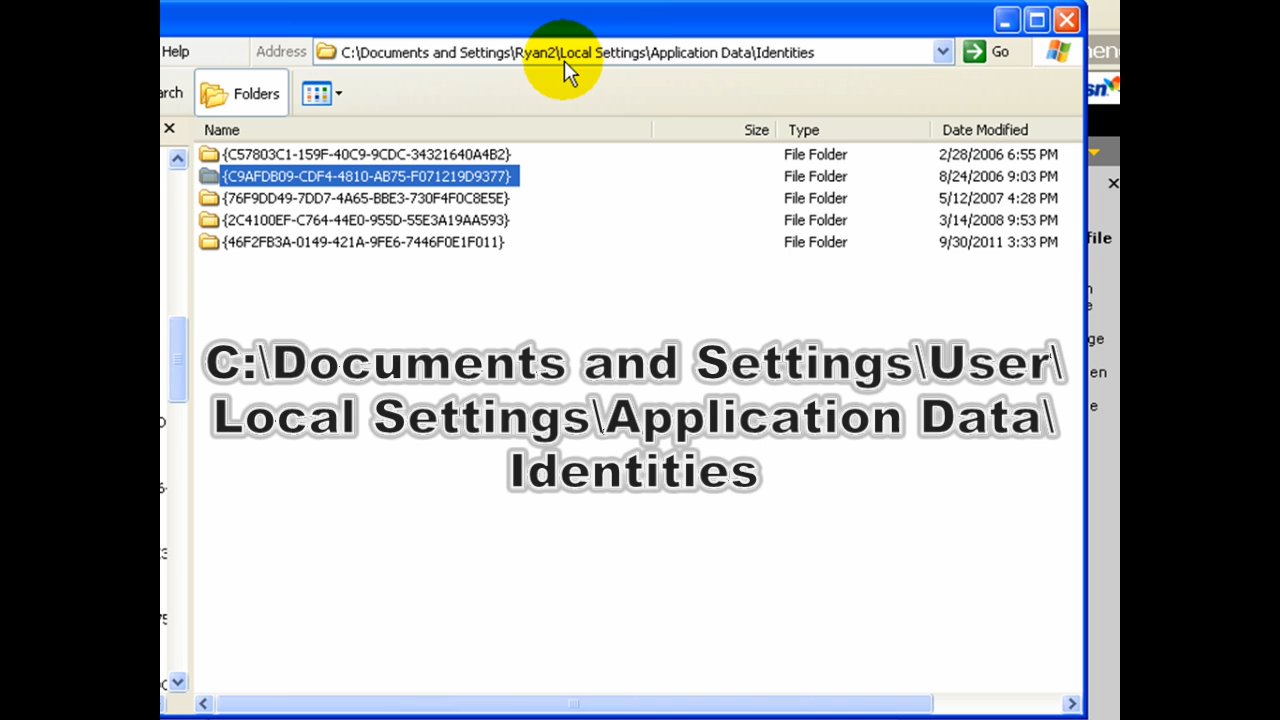 Help
Address
C:\Documents and Settings\Ryan2\Local Settings\Application Data\Identities
Go
arch
Folders
Name Size Type Date Modified
{C57803C1-159F-40C9-9CDC-34321640A4B2} File Folder 2/28/2006 6:55 PM
{C9AFDB09-CDF4-4810-AB75-F071219D9377} File Folder 8/24/2006 9:03 PM
{76F9DD49-7DD7-4A65-BBE3-730F4F0C8E5E} File Folder 5/12/2007 4:28 PM
{2C4100EF-C764-44E0-955D-55E3A19AA593} File Folder 3/14/2008 9:53 PM
{46F2FB3A-0149-421A-9FE6-7446F0E1F011} File Folder 9/30/2011 3:33 PM
C:\Documents and Settings\User\
Local Settings\Application Data\
Identities